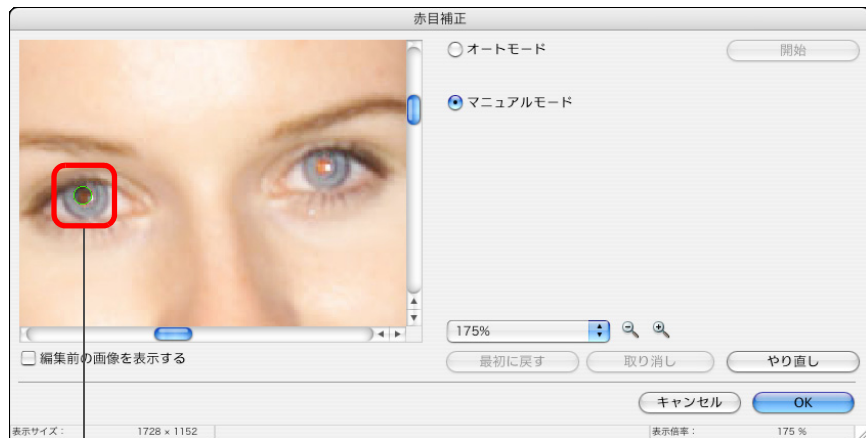 赤目補正
オートモード
開始
マニュアルモード
175%
編集前の画像を表示する
最初に戻す
取り消し
やり直し
キャンセル
OK
表示サイズ： 1728 × 1152
表示倍率： 175 %